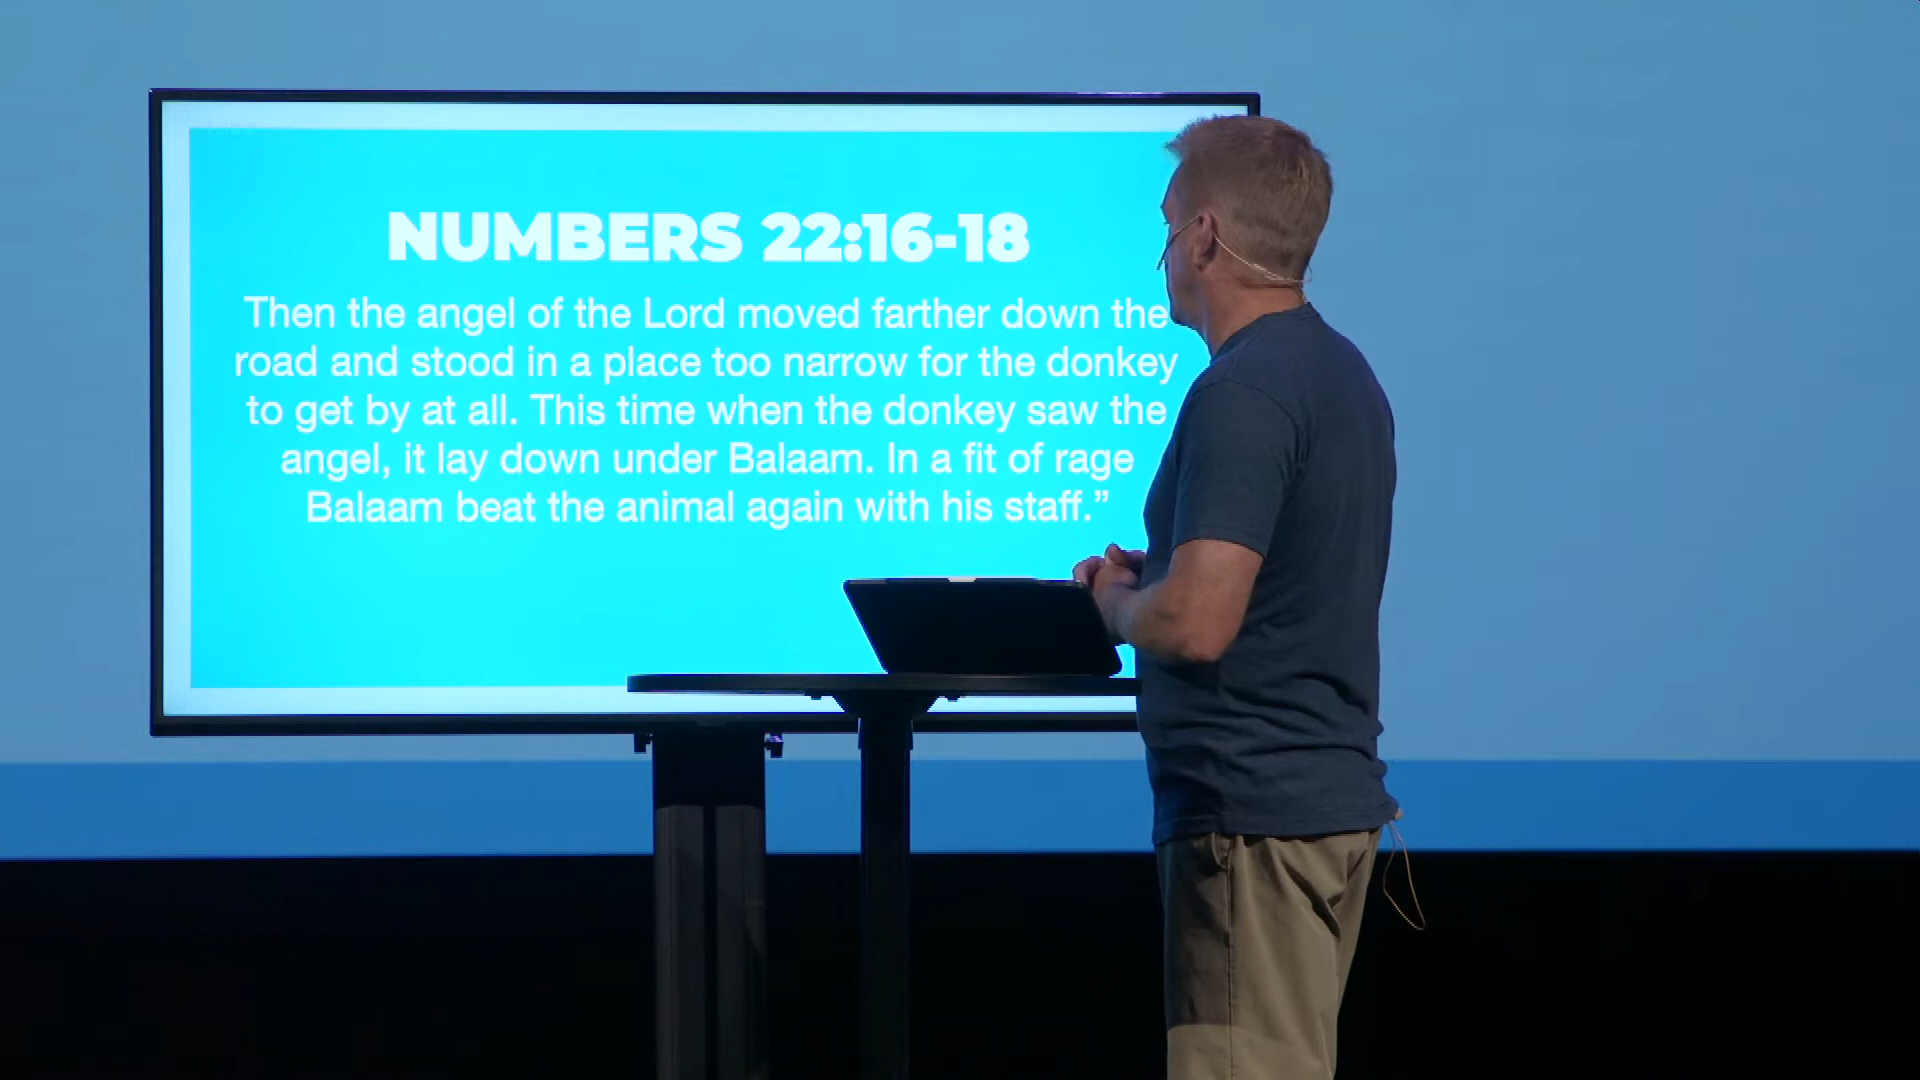 NUMBERS 22:16-18
Then the angel of the Lord moved farther down the
road and stood in a place too narrow for the donkey
to get by at all. This time when the donkey saw the
angel, it lay down under Balaam. In a fit of rage
Balaam beat the animal again with his staff.”